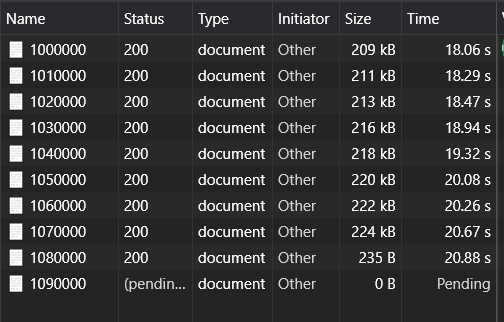 Name Status Type Initiator Size Time
1000000 200 document Other 209 kB 18.06 s
1010000 200 document Other 211 kB 18.29 s
1020000 200 document Other 213 kB 18.47 s
1030000 200 document Other 216 kB 18.94 s
1040000 200 document Other 218 kB 19.32 s
1050000 200 document Other 220 kB 20.08 s
1060000 200 document Other 222 kB 20.26 s
1070000 200 document Other 224 kB 20.67 s
1080000 200 document Other 235 B 20.88 s
1090000 (pendin... document Other 0 B Pending